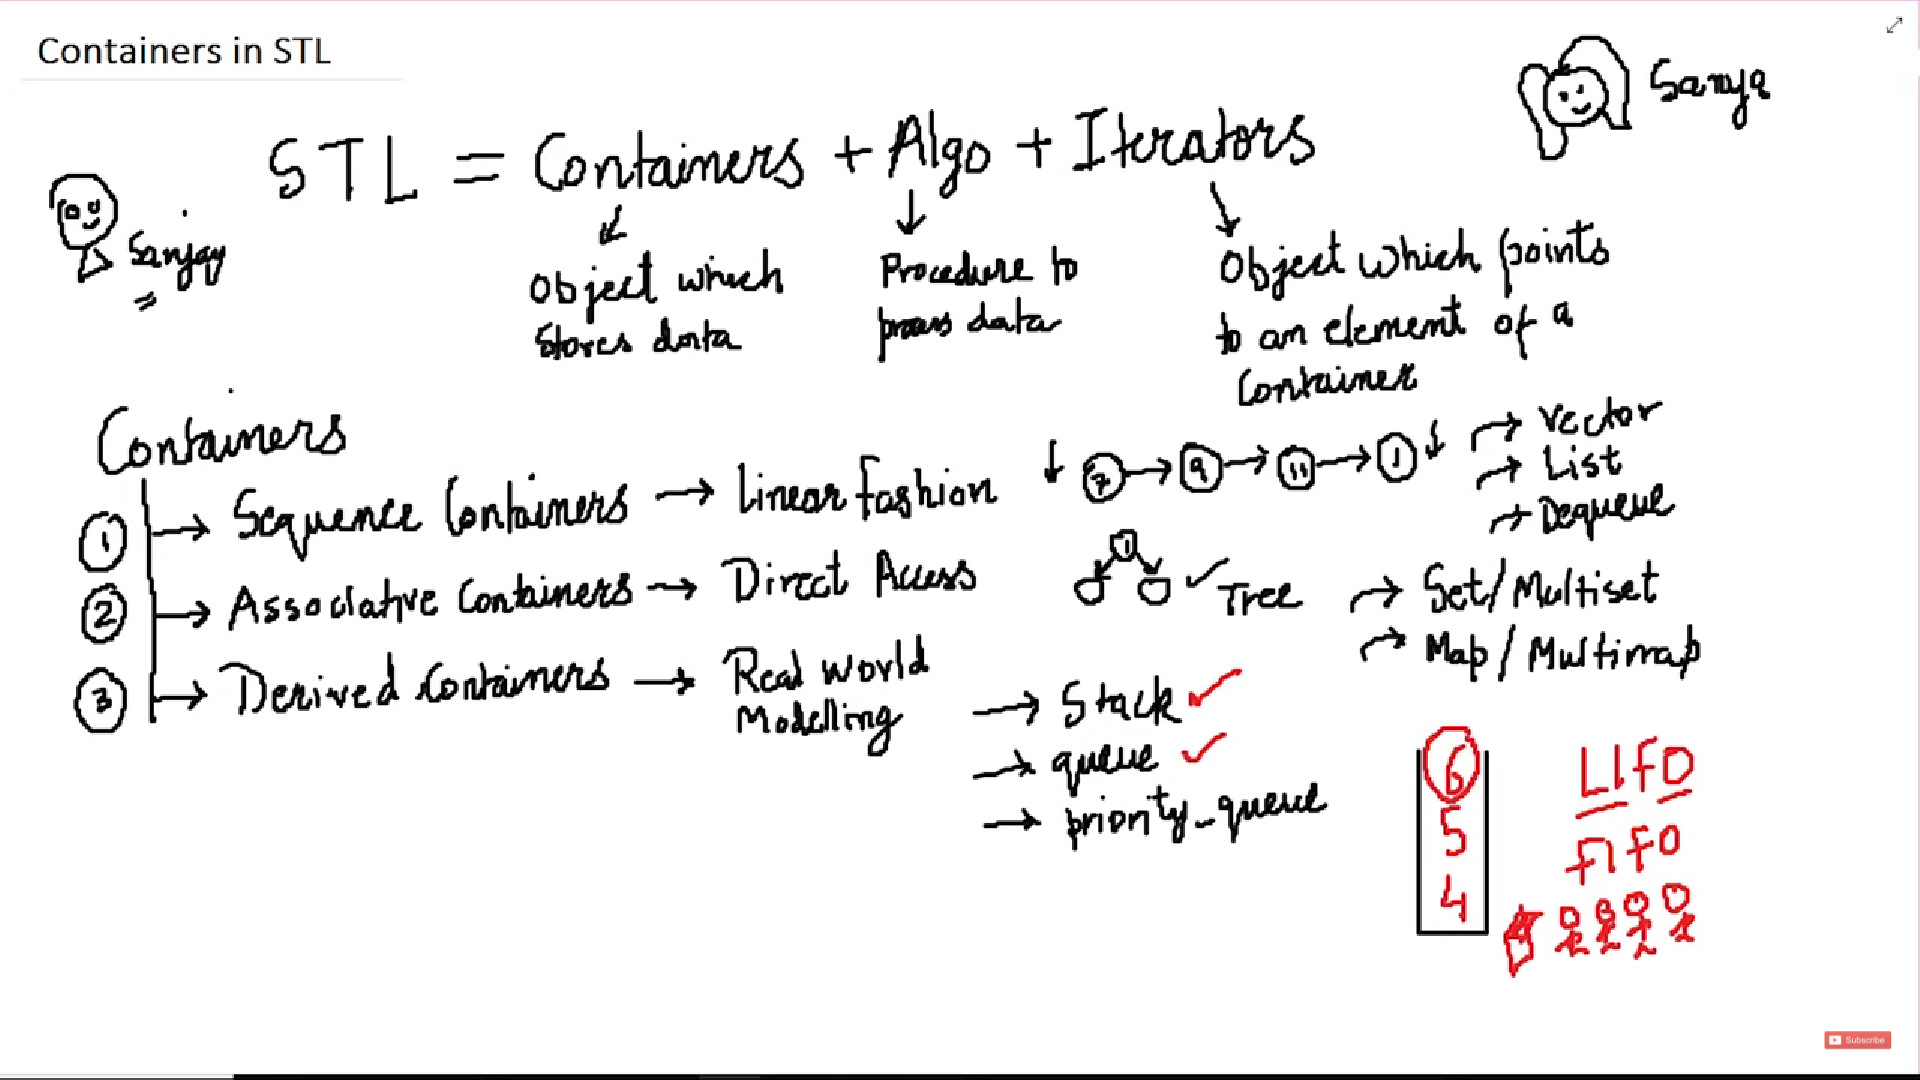 Containers in STL
Sanya
STL = Containers + Algo + Iterators
Sanjay
Object which
stores data
Procedure to
process data
Object which points
to an element of a
Container
Containers
1 → Sequence Containers → Linear fashion
7 → 9 → 11 → 1
→ Vector
→ List
→ Dequeue
2 → Associative Containers → Direct Access
1
Tree
→ Set/Multiset
→ Map/Multimap
3 → Derived Containers → Real World
Modelling
→ Stack
→ queue
→ priority_queue
6
5
4
LIFO
FIFO
Subscribe